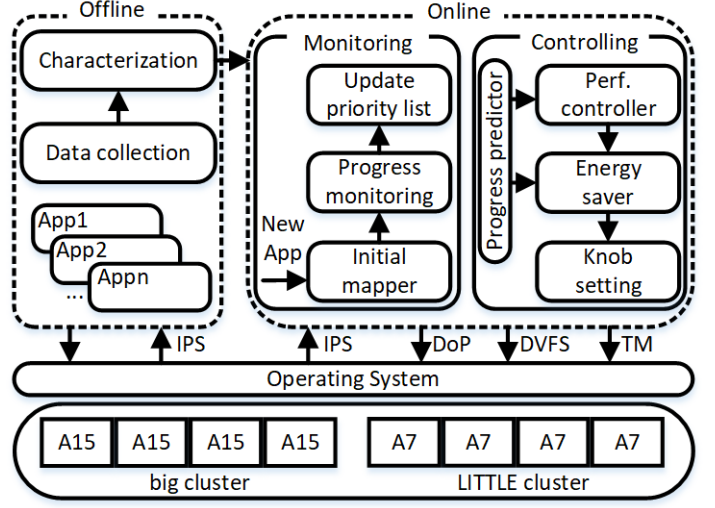 Offline
Online
Characterization
Data collection
App1
App2
Appn
...
Monitoring
Update
priority list
Progress
monitoring
New
App
Initial
mapper
Controlling
Progress predictor
Perf.
controller
Energy
saver
Knob
setting
IPS
IPS
DoP
DVFS
TM
Operating System
A15
A15
A15
A15
A7
A7
A7
A7
big cluster
LITTLE cluster